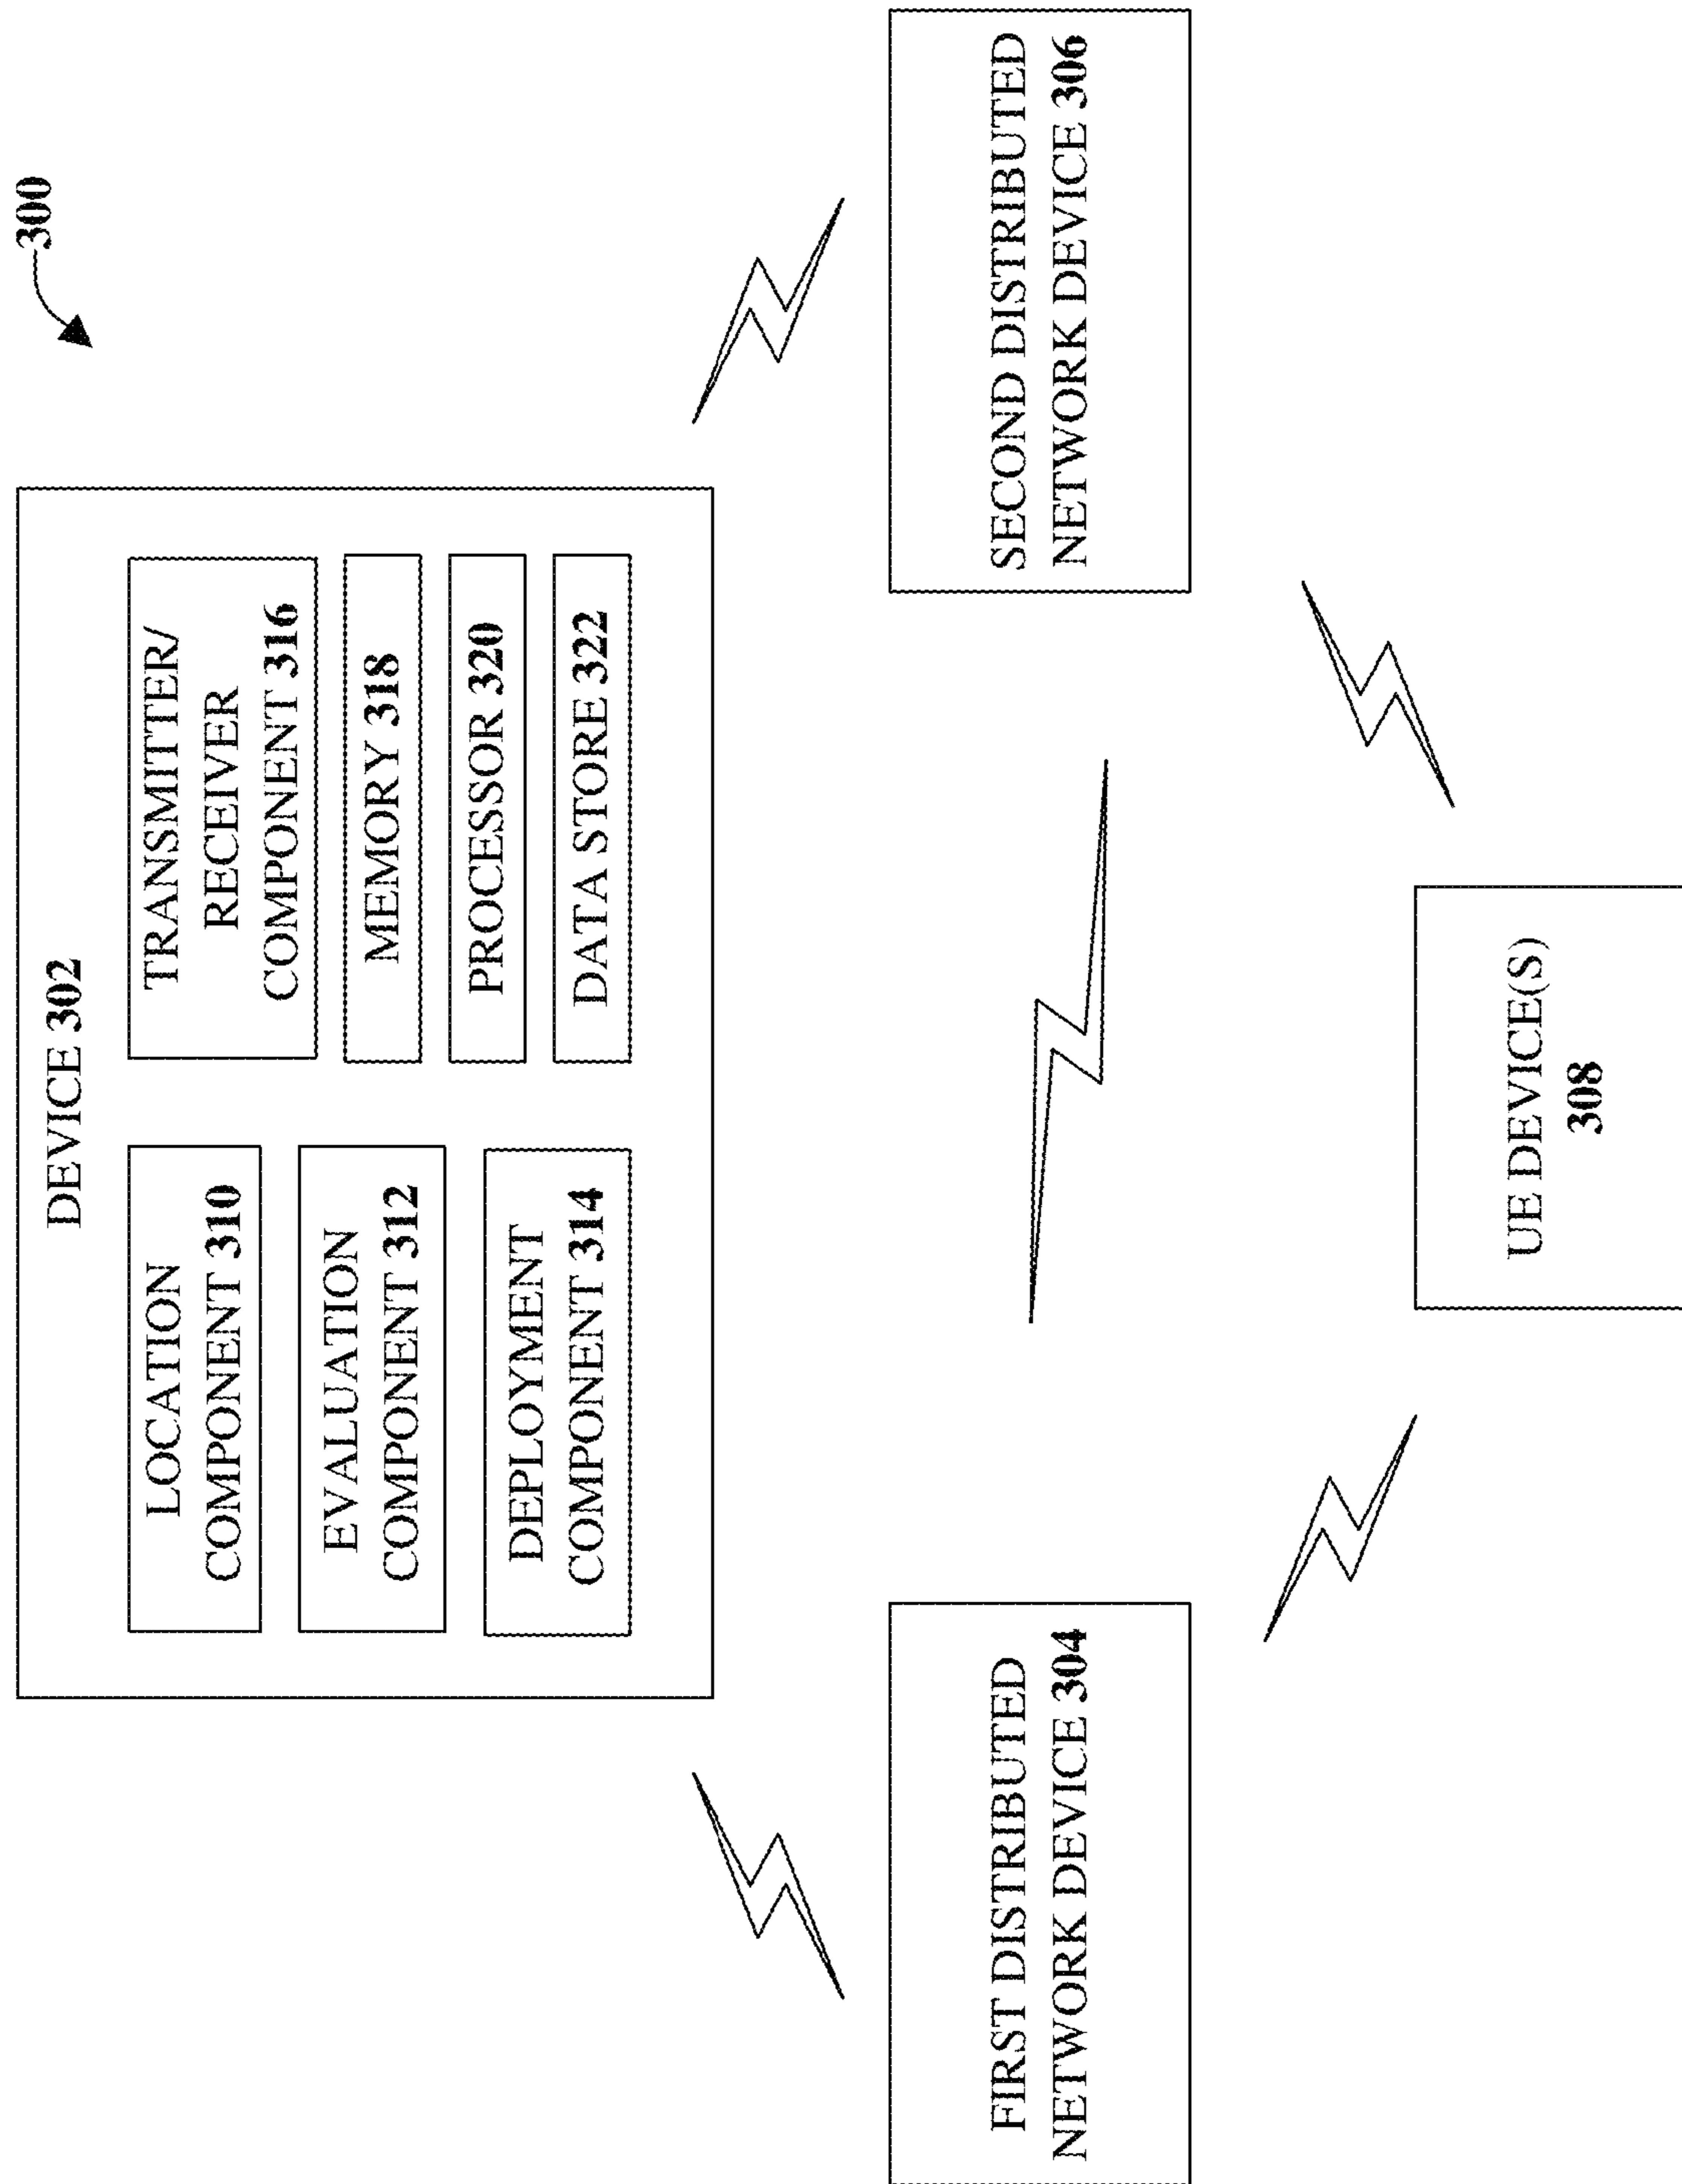 300
DEVICE 302
LOCATION
COMPONENT 310
EVALUATION
COMPONENT 312
DEPLOYMENT
COMPONENT 314
TRANSMITTER/
RECEIVER
COMPONENT 316
MEMORY 318
PROCESSOR 320
DATA STORE 322
FIRST DISTRIBUTED
NETWORK DEVICE 304
SECOND DISTRIBUTED
NETWORK DEVICE 306
UE DEVICE(S)
308